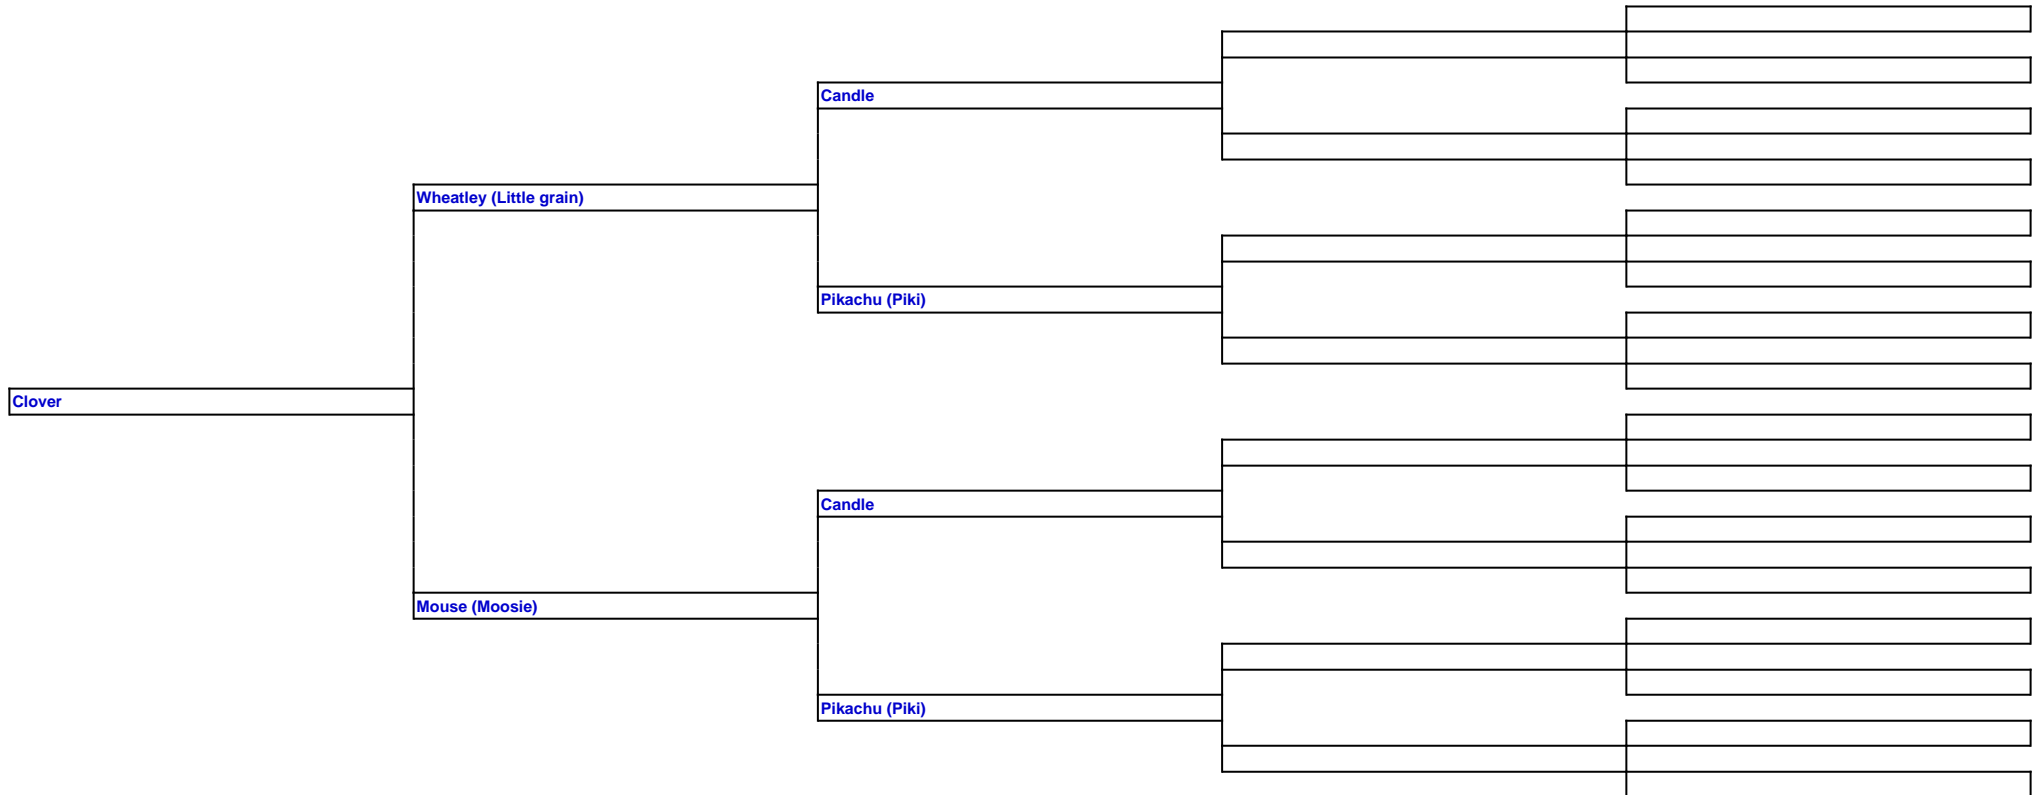 Candle
Wheatley (Little grain)
Pikachu (Piki)
Clover
Candle
Mouse (Moosie)
Pikachu (Piki)